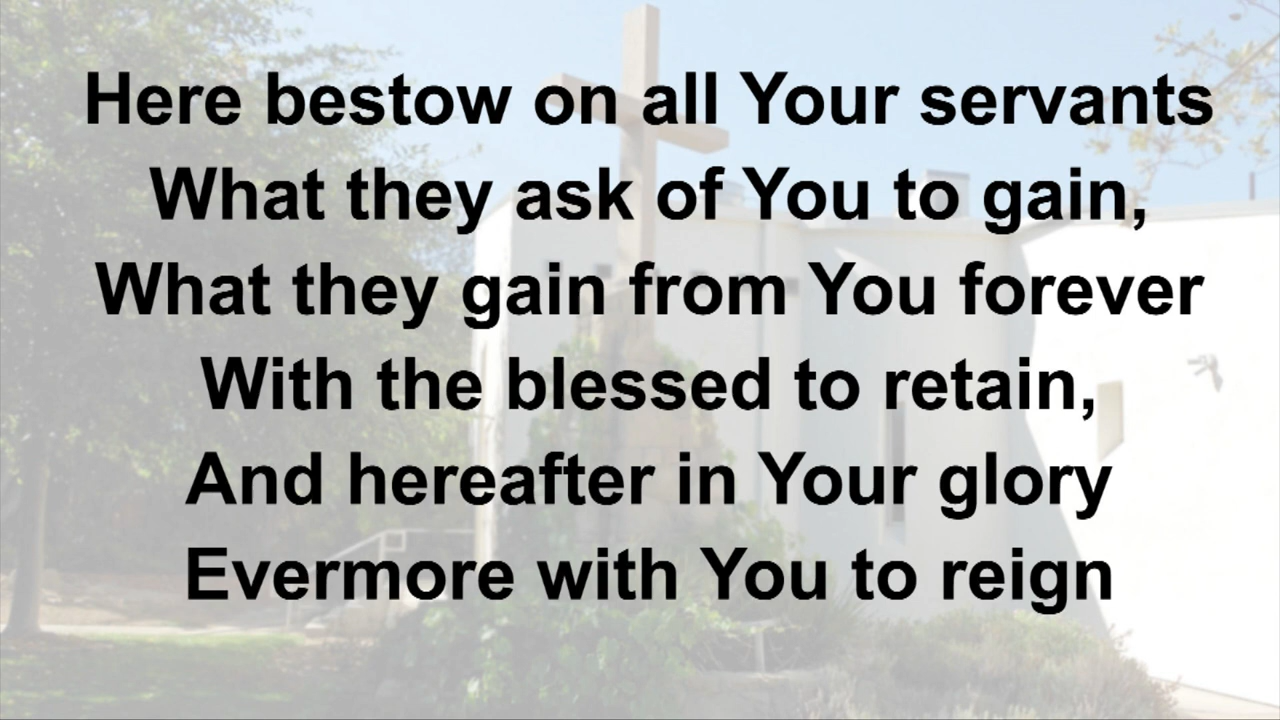 Here bestow on all Your servants
What they ask of You to gain,
What they gain from You forever
With the blessed to retain,
And hereafter in Your glory
Evermore with You to reign